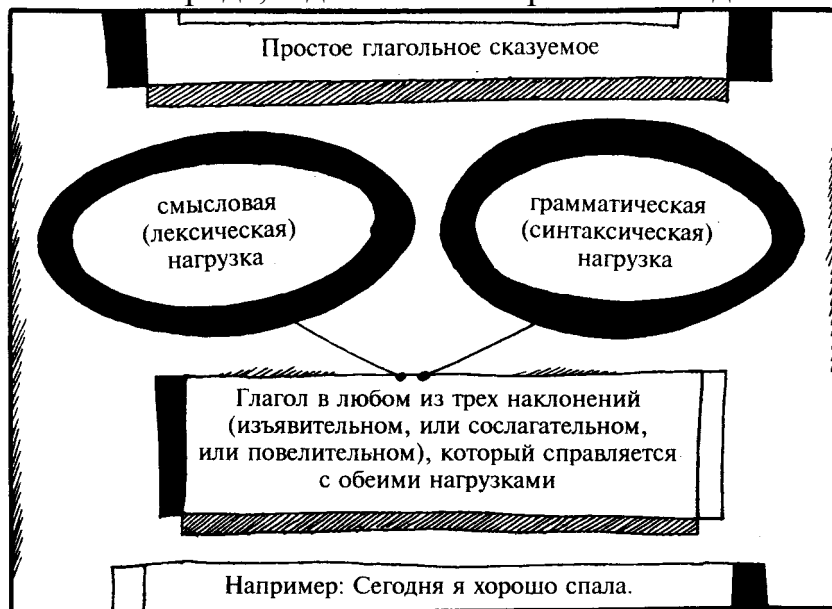 Простое глагольное сказуемое
смысловая
(лексическая)
нагрузка
грамматическая
(синтаксическая)
нагрузка
Глагол в любом из трех наклонений
(изъявительном, или сослагательном,
или повелительном), который справляется
с обеими нагрузками
Например: Сегодня я хорошо спала.